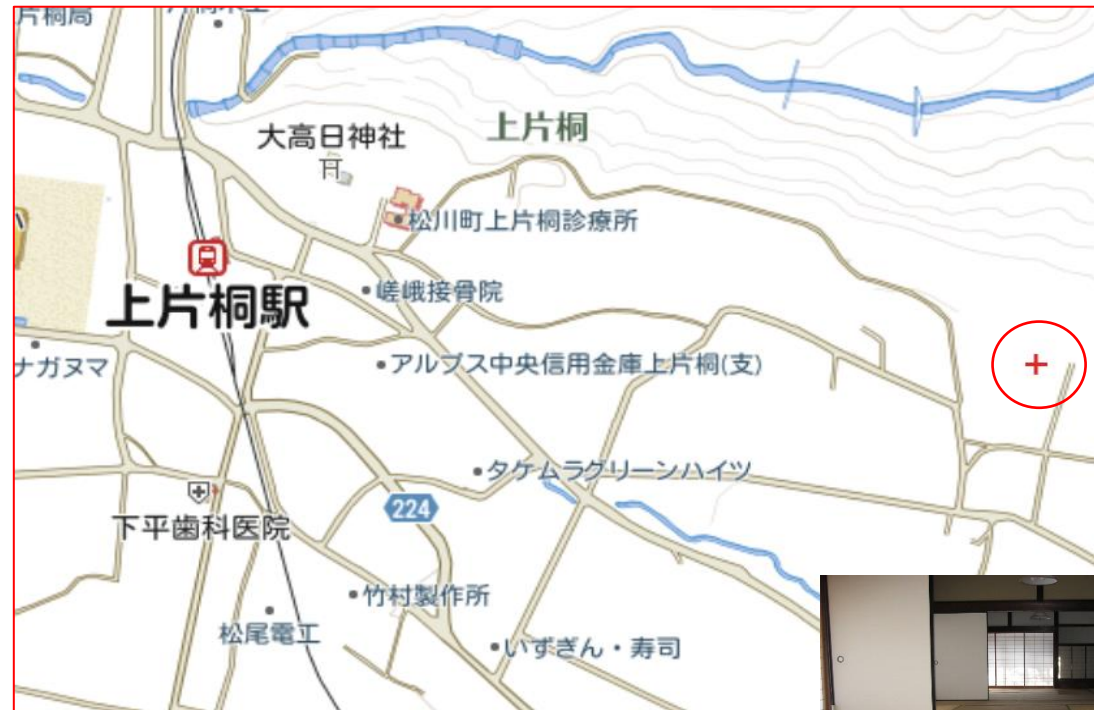 片桐局
大高日神社
上片桐
松川町上片桐診療所
嵯峨接骨院
上片桐駅
ナガヌマ
アルプス中央信用金庫上片桐(支)
タケムラグリーンハイツ
224
下平歯科医院
竹村製作所
松尾電工
いずぎん・寿司